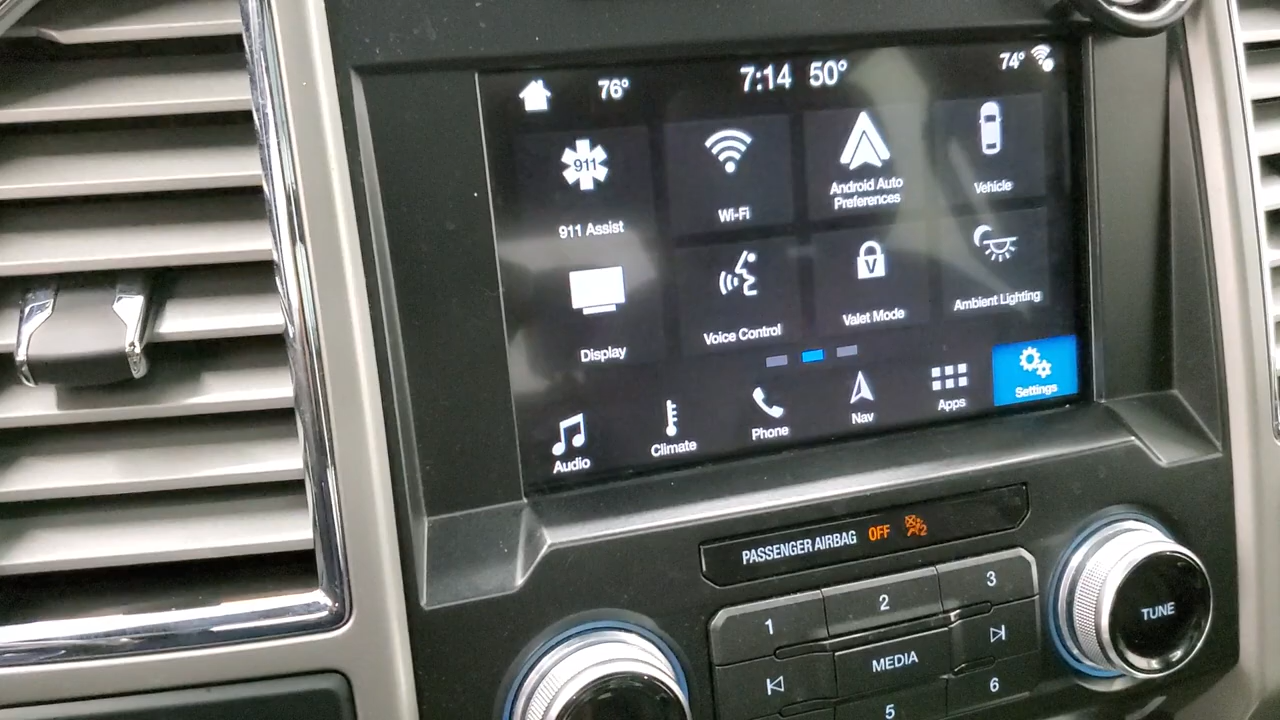 76°
7:14 50°
74°
911
911 Assist
Wi-Fi
Android Auto
Preferences
Vehicle
Display
Voice Control
V
Valet Mode
Ambient Lighting
Audio
Climate
Phone
Nav
Apps
Settings
PASSENGER AIRBAG OFF
2
1
2
3
MEDIA
5
6
TUNE